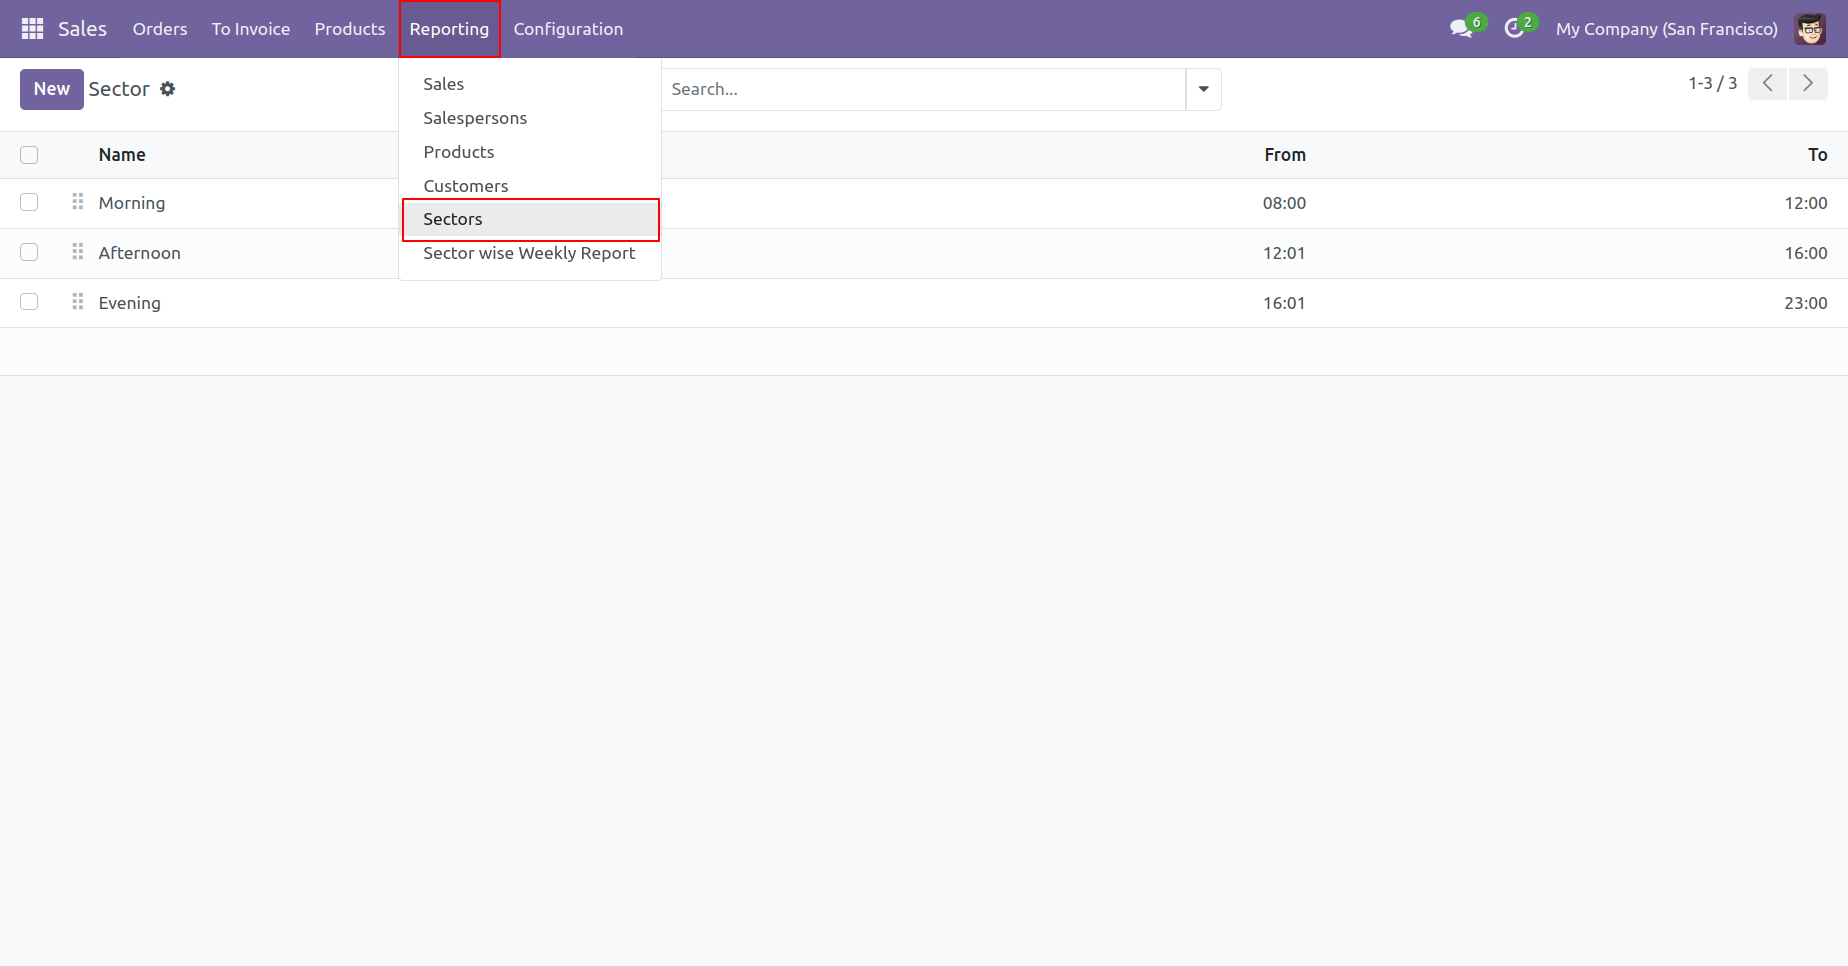 Sales Orders To Invoice Products Reporting Configuration 6 2 My Company (San Francisco)
New Sector Search... 1-3 / 3
Sales
Salespersons
Products
Customers
Sectors
Sector wise Weekly Report
Name From To
Morning 08:00 12:00
Afternoon 12:01 16:00
Evening 16:01 23:00